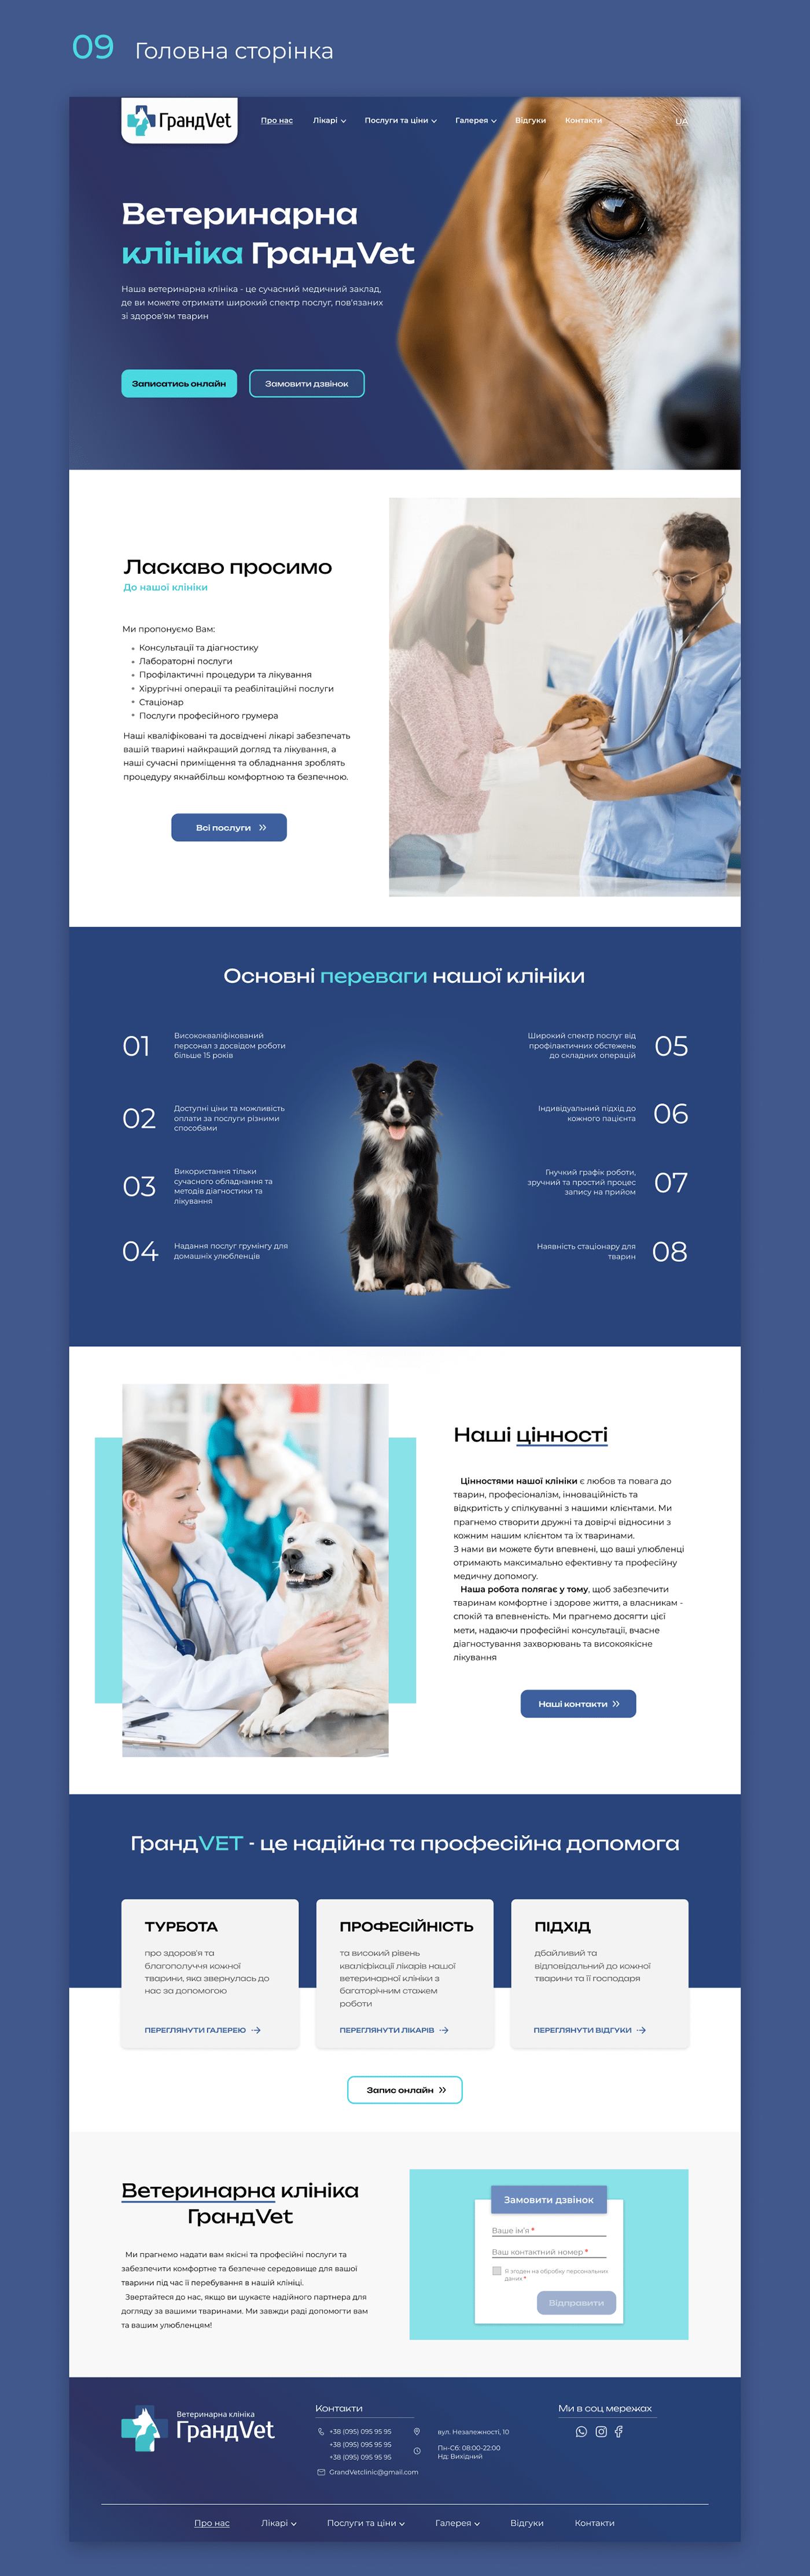 09 Головна сторінка
ГрандVet
Про нас Лікарі Послуги та ціни Галерея Відгуки Контакти UA
Ветеринарна
клініка ГрандVet
Наша ветеринарна клініка - це сучасний медичний заклад,
де ви можете отримати широкий спектр послуг, пов'язаних
зі здоров'ям тварин
Записатись онлайн
Замовити дзвінок
Ласкаво просимо
До нашої клініки
Ми пропонуємо Вам:
Консультації та діагностику
Лабораторні послуги
Профілактичні процедури та лікування
Хірургічні операції та реабілітаційні послуги
Стаціонар
Послуги професійного грумера
Наші кваліфіковані та досвідчені лікарі забезпечать
вашій тварині найкращий догляд та лікування, а
наші сучасні приміщення та обладнання зроблять
процедуру якнайбільш комфортною та безпечною.
Всі послуги
Основні переваги нашої клініки
01
Висококваліфікований
персонал з досвідом роботи
більше 15 років
02
Доступні ціни та можливість
оплати за послуги різними
способами
03
Використання тільки
сучасного обладнання та
методів діагностики та
лікування
04
Надання послуг грумінгу для
домашніх улюбленців
Широкий спектр послуг від
профілактичних обстежень
до складних операцій
05
Індивідуальний підхід до
кожного пацієнта
06
Гнучкий графік роботи,
зручний та простий процес
запису на прийом
07
Наявність стаціонару для
тварин
08
Наші цінності
Цінностями нашої клініки є любов та повага до
тварин, професіоналізм, інноваційність та
відкритість у спілкуванні з нашими клієнтами. Ми
прагнемо створити дружні та довірчі відносини з
кожним нашим клієнтом та їх тваринами.
З нами ви можете бути впевнені, що ваші улюбленці
отримають максимально ефективну та професійну
медичну допомогу.
Наша робота полягає у тому, щоб забезпечити
тваринам комфортне і здорове життя, а власникам -
спокій та впевненість. Ми прагнемо досягти цієї
мети, надаючи професійні консультації, вчасне
діагностування захворювань та високоякісне
лікування
Наші контакти
ГрандVET - це надійна та професійна допомога
ТУРБОТА
про здоров'я та
благополуччя кожної
тварини, яка звернулась до
нас за допомогою
ПЕРЕГЛЯНУТИ ГАЛЕРЕЮ
ПРОФЕСІЙНІСТЬ
та високий рівень
кваліфікації лікарів нашої
ветеринарної клініки з
багаторічним стажем
роботи
ПЕРЕГЛЯНУТИ ЛІКАРІВ
ПІДХІД
дбайливий та
відповідальний до кожної
тварини та її господаря
ПЕРЕГЛЯНУТИ ВІДГУКИ
Запис онлайн
Ветеринарна клініка
ГрандVet
Ми прагнемо надати вам якісні та професійні послуги та
забезпечити комфортне та безпечне середовище для вашої
тварини під час її перебування в нашій клініці.
Звертайтеся до нас, якщо ви шукаєте надійного партнера для
догляду за вашими тваринами. Ми завжди раді допомогти вам
та вашим улюбленцям!
Замовити дзвінок
Ваше ім'я *
Ваш контактний номер *
Я згоден на обробку персональних
даних *
Відправити
Ветеринарна клініка
ГрандVet
Контакти
+38 (095) 095 95 95
+38 (095) 095 95 95
+38 (095) 095 95 95
GrandVetclinic@gmail.com
вул. Незалежності, 10
Пн-Сб: 08:00-22:00
Нд: Вихідний
Ми в соц мережах
Про нас Лікарі Послуги та ціни Галерея Відгуки Контакти